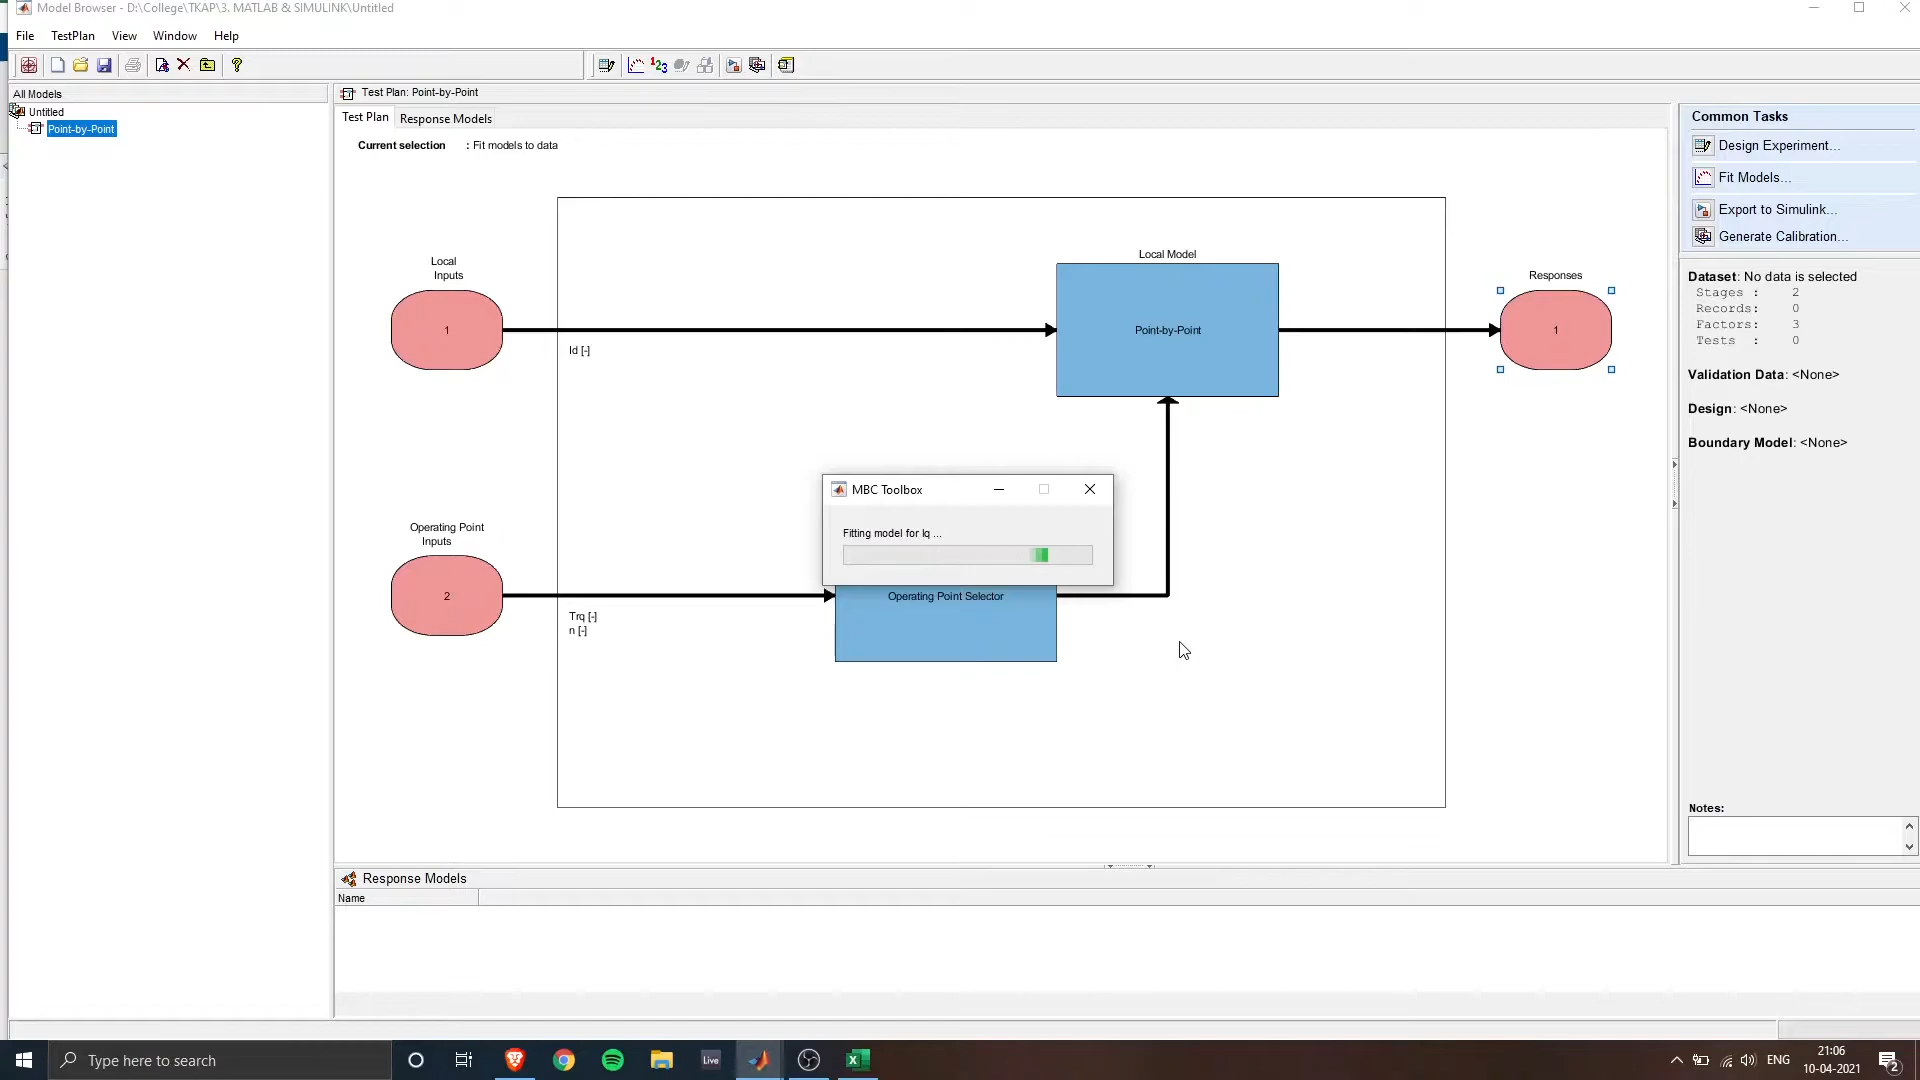 Model Browser - D:\College\TKAP\3. MATLAB & SIMULINK\Untitled
File TestPlan View Window Help
All Models
Untitled
Point-by-Point
Test Plan: Point-by-Point
Test Plan Response Models
Current selection : Fit models to data
Local
Inputs
1
Id [-]
Local Model
Point-by-Point
Responses
1
Operating Point
Inputs
2
Trq [-]
n [-]
Operating Point Selector
MBC Toolbox
Fitting model for Iq ...
Common Tasks
Design Experiment...
Fit Models...
Export to Simulink...
Generate Calibration...
Dataset: No data is selected
Stages : 2
Records: 0
Factors: 3
Tests : 0
Validation Data: <None>
Design: <None>
Boundary Model: <None>
Notes:
Response Models
Name
Type here to search
Live
ENG
21:06
10-04-2021
2